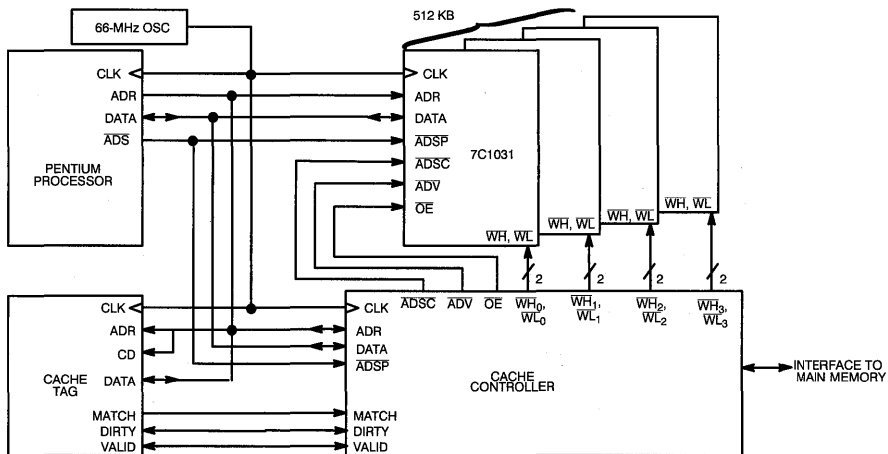 512 KB
66-MHz OSC
CLK
ADR
DATA
ADS
PENTIUM
PROCESSOR
CLK
ADR
DATA
ADSP
ADSC
ADV
OE
7C1031
WH, WL
WH, WL
WH, WL
WH, WL
2
2
2
2
ADSC ADV OE WH0, WL0 WH1, WL1 WH2, WL2 WH3, WL3
CLK
ADR
CD
DATA
MATCH
DIRTY
VALID
CACHE
TAG
CLK
ADR
DATA
ADSP
MATCH
DIRTY
VALID
CACHE
CONTROLLER
INTERFACE TO
MAIN MEMORY